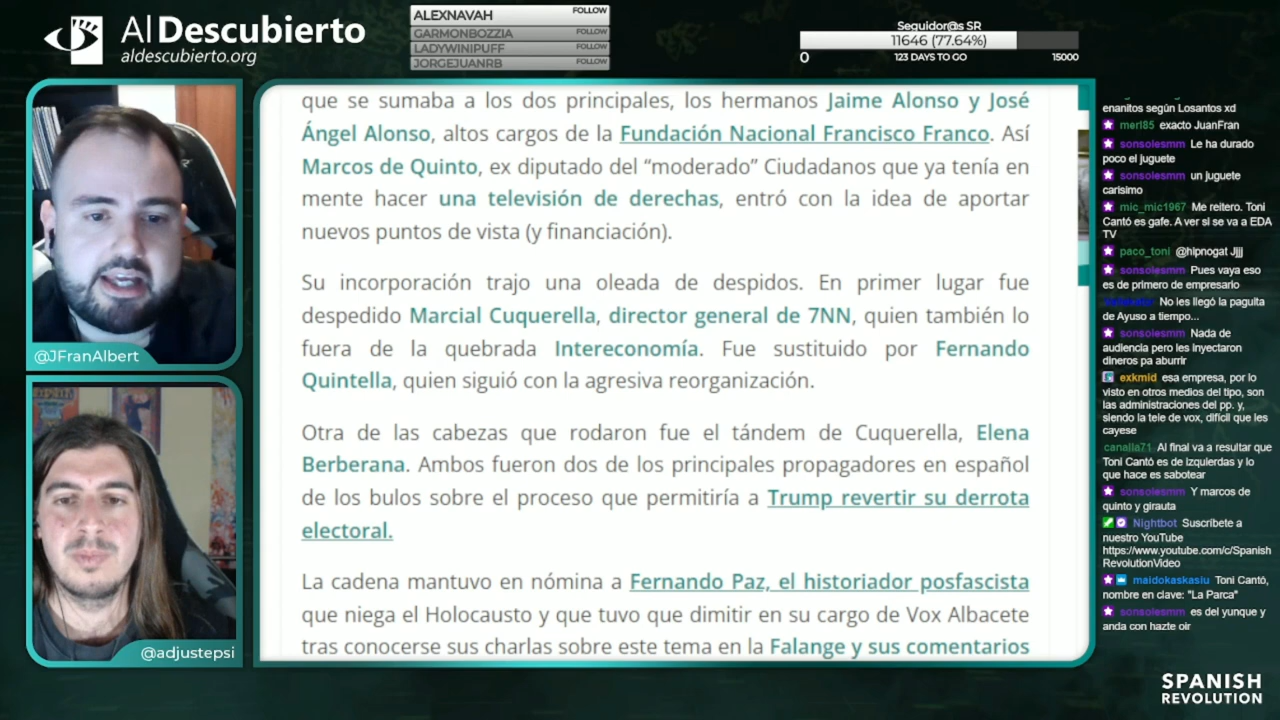 Al Descubierto
aldescubierto.org
ALEXNAVAH FOLLOW
GARMONBOZZIA FOLLOW
LADYWINIPUFF FOLLOW
JORGEJUANRB FOLLOW
Seguidor@s SR
11646 (77.64%)
0 123 DAYS TO GO 15000
que se sumaba a los dos principales, los hermanos Jaime Alonso y José
Ángel Alonso, altos cargos de la Fundación Nacional Francisco Franco. Así
Marcos de Quinto, ex diputado del “moderado” Ciudadanos que ya tenía en
mente hacer una televisión de derechas, entró con la idea de aportar
nuevos puntos de vista (y financiación).
Su incorporación trajo una oleada de despidos. En primer lugar fue
despedido Marcial Cuquerella, director general de 7NN, quien también lo
fuera de la quebrada Intereconomía. Fue sustituido por Fernando
Quintella, quien siguió con la agresiva reorganización.
Otra de las cabezas que rodaron fue el tándem de Cuquerella, Elena
Berberana. Ambos fueron dos de los principales propagadores en español
de los bulos sobre el proceso que permitiría a Trump revertir su derrota
electoral.
La cadena mantuvo en nómina a Fernando Paz, el historiador posfascista
que niega el Holocausto y que tuvo que dimitir en su cargo de Vox Albacete
tras conocerse sus charlas sobre este tema en la Falange y sus comentarios
@JFranAlbert
@adjustepsi
enanitos según Losantos xd
merl85 exacto JuanFran
sonsolesmm Le ha durado
poco el juguete
sonsolesmm un juguete
carisimo
mic_mic1967 Me reitero. Toni
Cantó es gafe. A ver si se va a EDA
TV
paco_toni @hipnogat Jjjj
sonsolesmm Pues vaya eso
es de primero de empresario
No les llegó la paguita
de Ayuso a tiempo...
sonsolesmm Nada de
audiencia pero les inyectaron
dineros pa aburrir
exkmid esa empresa, por lo
visto en otros medios del tipo, son
las administraciones del pp. y,
siendo la tele de vox, difícil que les
cayese
canalla71 Al final va a resultar que
Toni Cantó es de izquierdas y lo
que hace es sabotear
sonsolesmm Y marcos de
quinto y girauta
Nightbot Suscríbete a
nuestro YouTube
https://www.youtube.com/c/Spanish
RevolutionVideo
maidokaskasiu Toni Cantó,
nombre en clave: "La Parca"
sonsolesmm es del yunque y
anda con hazte oir
SPANISH
REVOLUTION